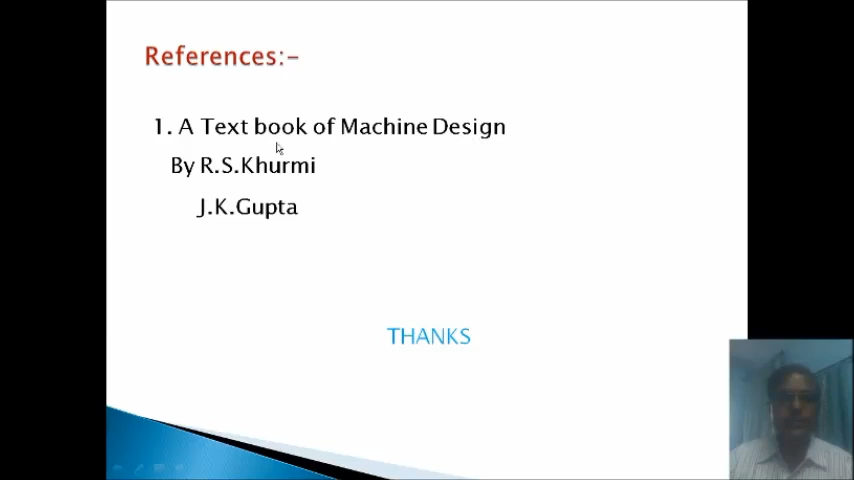 References:-
1. A Text book of Machine Design
By R.S.Khurmi
J.K.Gupta
THANKS